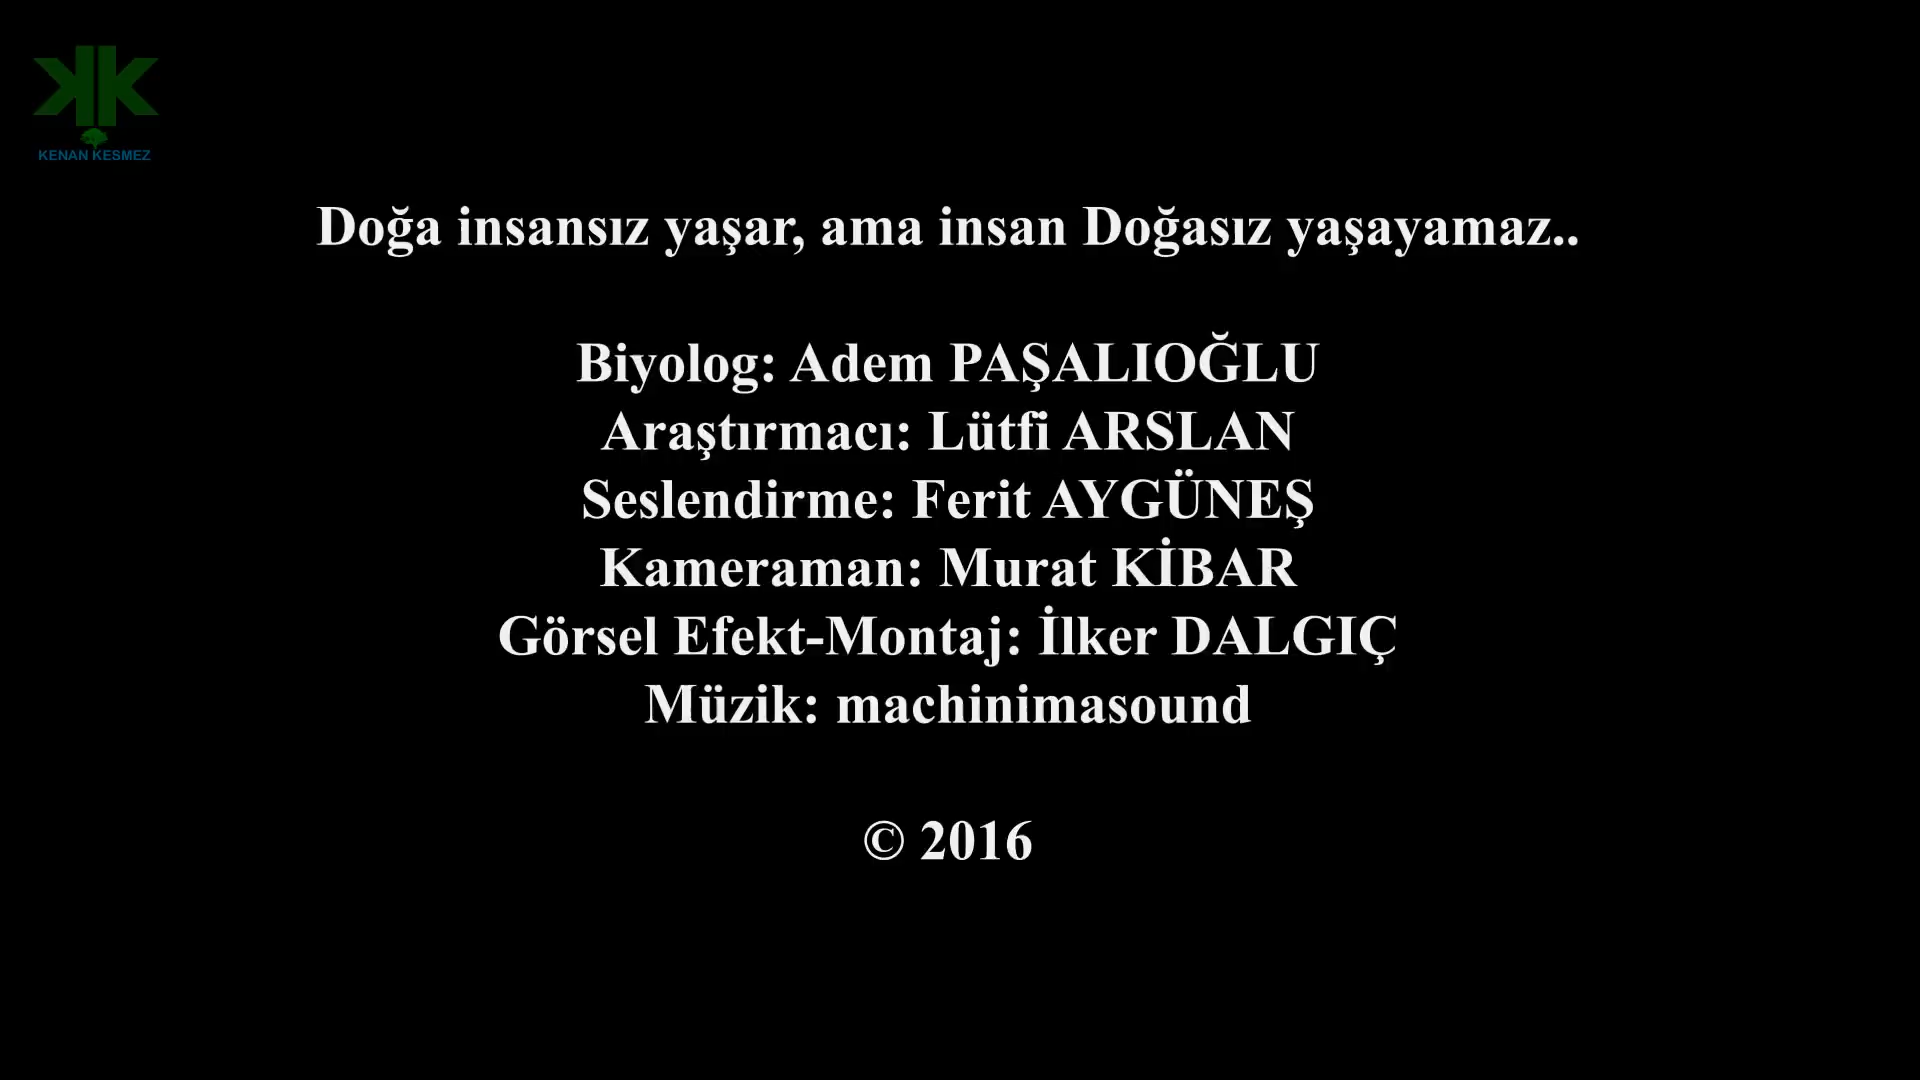 KENAN KESMEZ
Doğa insansız yaşar, ama insan Doğasız yaşayamaz..
Biyolog: Adem PAŞALIOĞLU
Araştırmacı: Lütfi ARSLAN
Seslendirme: Ferit AYGÜNEŞ
Kameraman: Murat KİBAR
Görsel Efekt-Montaj: İlker DALGIÇ
Müzik: machinimasound
© 2016